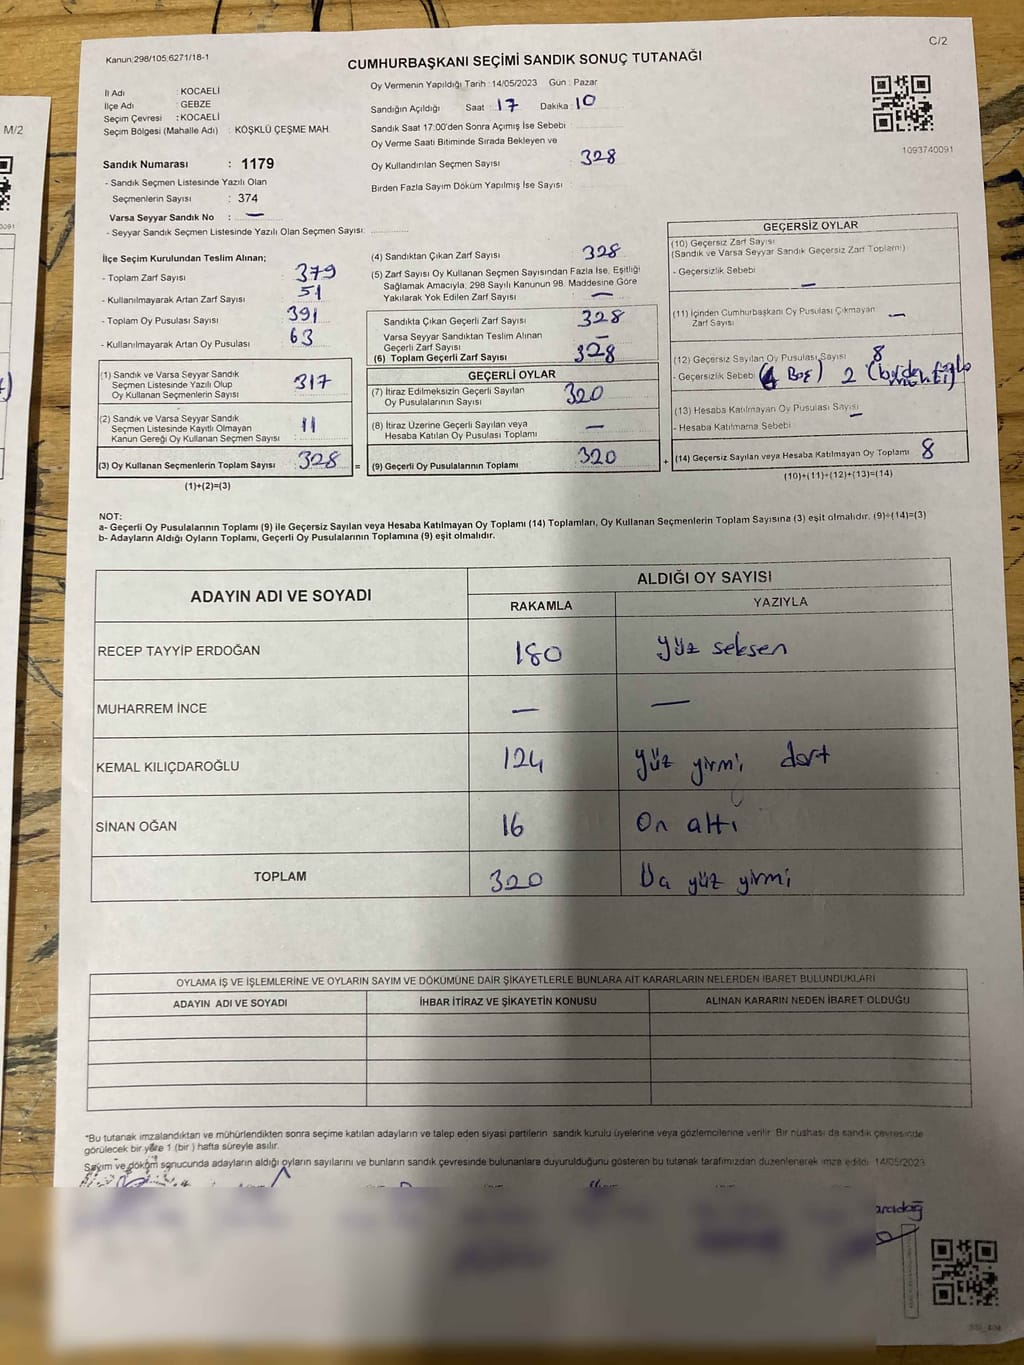 C/2
Kanun:298/105;6271/18-1
CUMHURBAŞKANI SEÇİMİ SANDIK SONUÇ TUTANAĞI
İl Adı : KOCAELİ
İlçe Adı : GEBZE
Seçim Çevresi : KOCAELİ
Seçim Bölgesi (Mahalle Adı) : KÖŞKLÜ ÇEŞME MAH.
Sandık Numarası : 1179
- Sandık Seçmen Listesinde Yazılı Olan
Seçmenlerin Sayısı : 374
Varsa Seyyar Sandık No : —
- Seyyar Sandık Seçmen Listesinde Yazılı Olan Seçmen Sayısı:
Oy Vermenin Yapıldığı Tarih : 14/05/2023 Gün : Pazar
Sandığın Açıldığı Saat : 17 Dakika : 10
Sandık Saat 17:00'den Sonra Açımış İse Sebebi :
Oy Verme Saati Bitiminde Sırada Bekleyen ve
Oy Kullandırılan Seçmen Sayısı : 328
Birden Fazla Sayım Döküm Yapılmış İse Sayısı :
1093740091
İlçe Seçim Kurulundan Teslim Alınan;
- Toplam Zarf Sayısı : 379
- Kullanılmayarak Artan Zarf Sayısı : 51
- Toplam Oy Pusulası Sayısı : 391
- Kullanılmayarak Artan Oy Pusulası : 63
(1) Sandık ve Varsa Seyyar Sandık
Seçmen Listesinde Yazılı Olup
Oy Kullanan Seçmenlerin Sayısı : 317
(2) Sandık ve Varsa Seyyar Sandık
Seçmen Listesinde Kayıtlı Olmayan
Kanun Gereği Oy Kullanan Seçmen Sayısı : 11
(3) Oy Kullanan Seçmenlerin Toplam Sayısı : 328 =
(1)+(2)=(3)
(4) Sandıktan Çıkan Zarf Sayısı : 328
(5) Zarf Sayısı Oy Kullanan Seçmen Sayısından Fazla İse, Eşitliği
Sağlamak Amacıyla, 298 Sayılı Kanunun 98. Maddesine Göre
Yakılarak Yok Edilen Zarf Sayısı : —
Sandıkta Çıkan Geçerli Zarf Sayısı : 328
Varsa Seyyar Sandıktan Teslim Alınan
Geçerli Zarf Sayısı : —
(6) Toplam Geçerli Zarf Sayısı : 328
GEÇERLİ OYLAR
(7) İtiraz Edilmeksizin Geçerli Sayılan
Oy Pusulalarının Sayısı : 320
(8) İtiraz Üzerine Geçerli Sayılan veya
Hesaba Katılan Oy Pusulası Toplamı : —
(9) Geçerli Oy Pusulalarının Toplamı : 320 +
GEÇERSİZ OYLAR
(10) Geçersiz Zarf Sayısı
(Sandık ve Varsa Seyyar Sandık Geçersiz Zarf Toplamı) :
- Geçersizlik Sebebi :
—
(11) İçinden Cumhurbaşkanı Oy Pusulası Çıkmayan
Zarf Sayısı : —
(12) Geçersiz Sayılan Oy Pusulası Sayısı : 8
- Geçersizlik Sebebi : Boş) 2
(13) Hesaba Katılmayan Oy Pusulası Sayısı : —
- Hesaba Katılmama Sebebi :
(14) Geçersiz Sayılan veya Hesaba Katılmayan Oy Toplamı : 8
(10)+(11)+(12)+(13)=(14)
NOT:
a- Geçerli Oy Pusulalarının Toplamı (9) ile Geçersiz Sayılan veya Hesaba Katılmayan Oy Toplamı (14) Toplamları, Oy Kullanan Seçmenlerin Toplam Sayısına (3) eşit olmalıdır. (9)+(14)=(3)
b- Adayların Aldığı Oyların Toplamı, Geçerli Oy Pusulalarının Toplamına (9) eşit olmalıdır.
ADAYIN ADI VE SOYADI
ALDIĞI OY SAYISI
RAKAMLA YAZIYLA
RECEP TAYYİP ERDOĞAN 180 yüz seksen
MUHARREM İNCE — —
KEMAL KILIÇDAROĞLU 124 yüz yirmi dört
SİNAN OĞAN 16 On altı
TOPLAM 320 yüz yirmi
OYLAMA İŞ VE İŞLEMLERİNE VE OYLARIN SAYIM VE DÖKÜMÜNE DAİR ŞİKAYETLERLE BUNLARA AİT KARARLARIN NELERDEN İBARET BULUNDUKLARI
ADAYIN ADI VE SOYADI İHBAR İTİRAZ VE ŞİKAYETİN KONUSU ALINAN KARARIN NEDEN İBARET OLDUĞU
*Bu tutanak imzalandıktan ve mühürlendikten sonra seçime katılan adayların ve talep eden siyasi partilerin sandık kurulu üyelerine veya gözlemcilerine verilir. Bir nüshası da sandık çevresinde
görülecek bir yere 1 (bir ) hafta süreyle asılır.
Sayım ve döküm sonucunda adayların aldığı oyların sayılarını ve bunların sandık çevresinde bulunanlara duyurulduğunu gösteren bu tutanak tarafımızdan düzenlenerek imza edildi. 14/05/2023
M/2